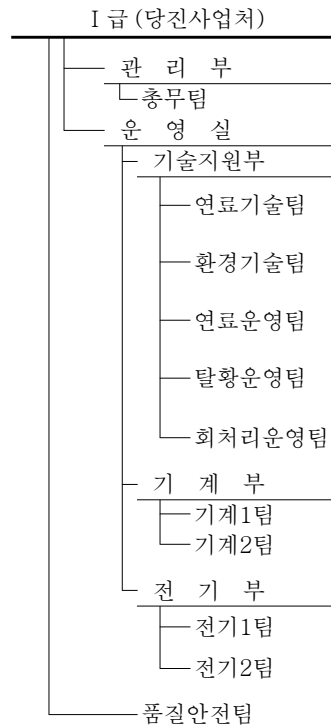 I 급 (당진사업처)
관 리 부
총무팀
운 영 실
기술지원부
연료기술팀
환경기술팀
연료운영팀
탈황운영팀
회처리운영팀
기 계 부
기계1팀
기계2팀
전 기 부
전기1팀
전기2팀
품질안전팀